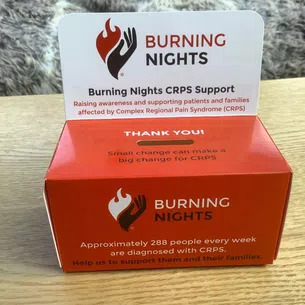 BURNING
NIGHTS
Burning Nights CRPS Support
Raising awareness and supporting patients and families
affected by Complex Regional Pain Syndrome (CRPS)
THANK YOU!
Small change can make a
big change for CRPS
BURNING
NIGHTS
Approximately 288 people every week
are diagnosed with CRPS.
Help us to support them and their families.